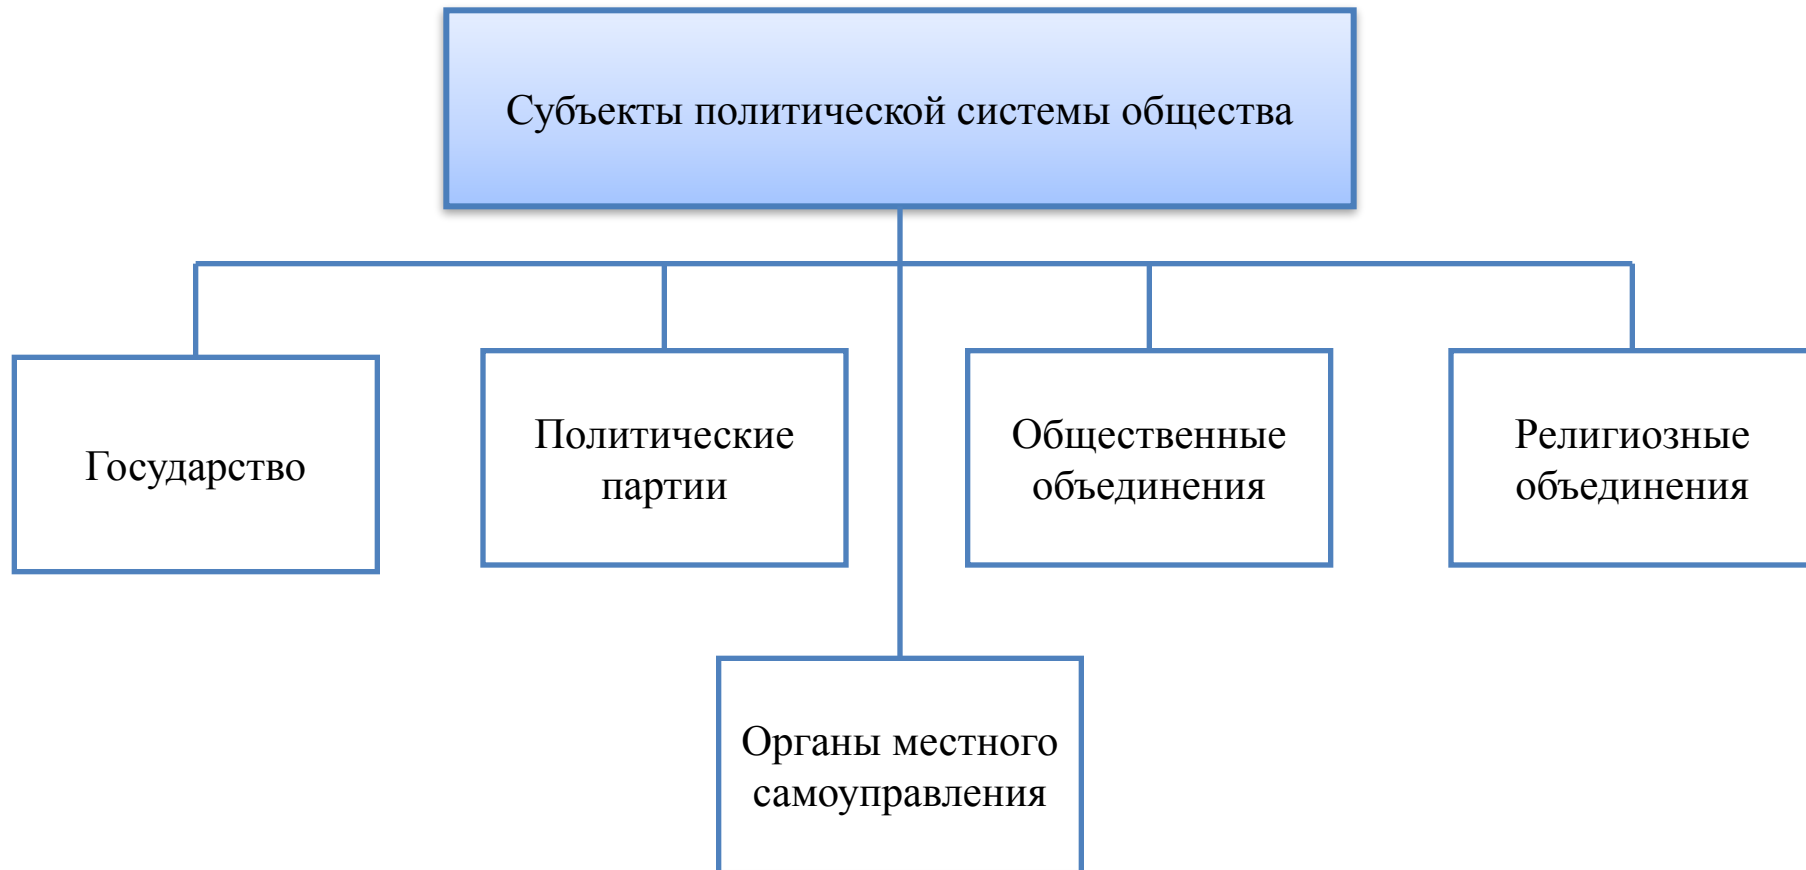 Субъекты политической системы общества
Государство
Политические
партии
Общественные
объединения
Религиозные
объединения
Органы местного
самоуправления